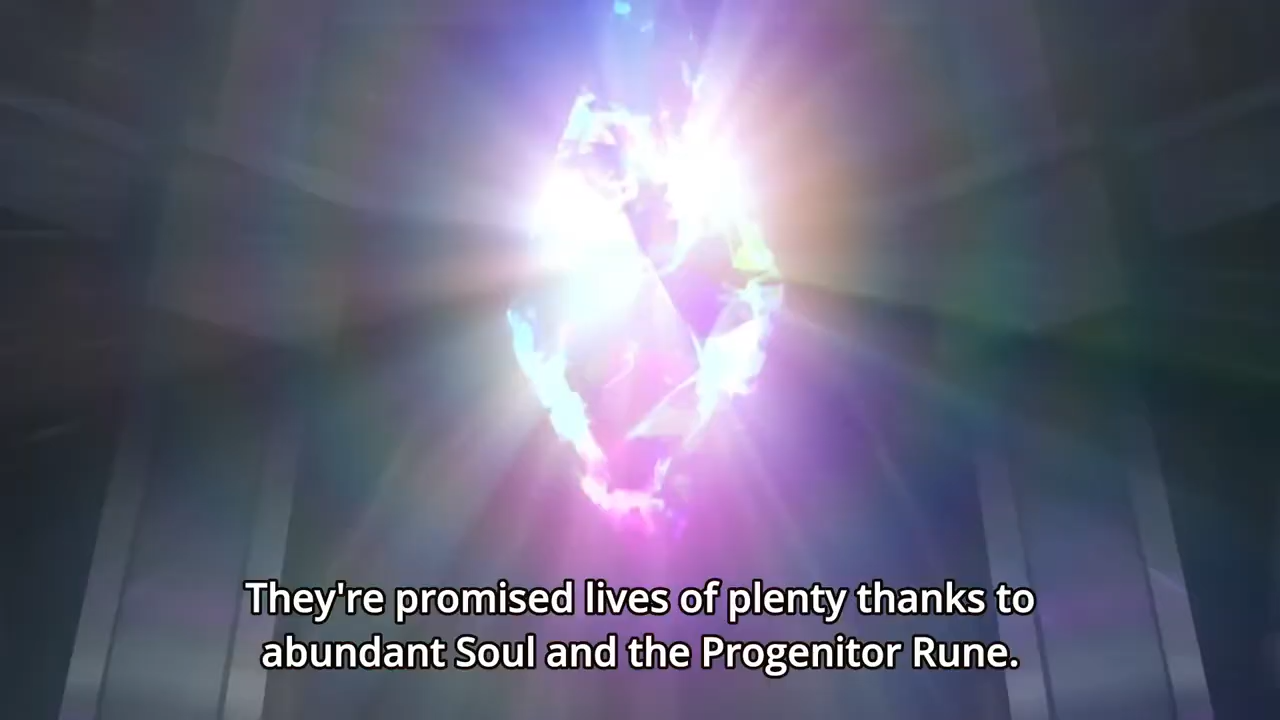 They're promised lives of plenty thanks to
abundant Soul and the Progenitor Rune.